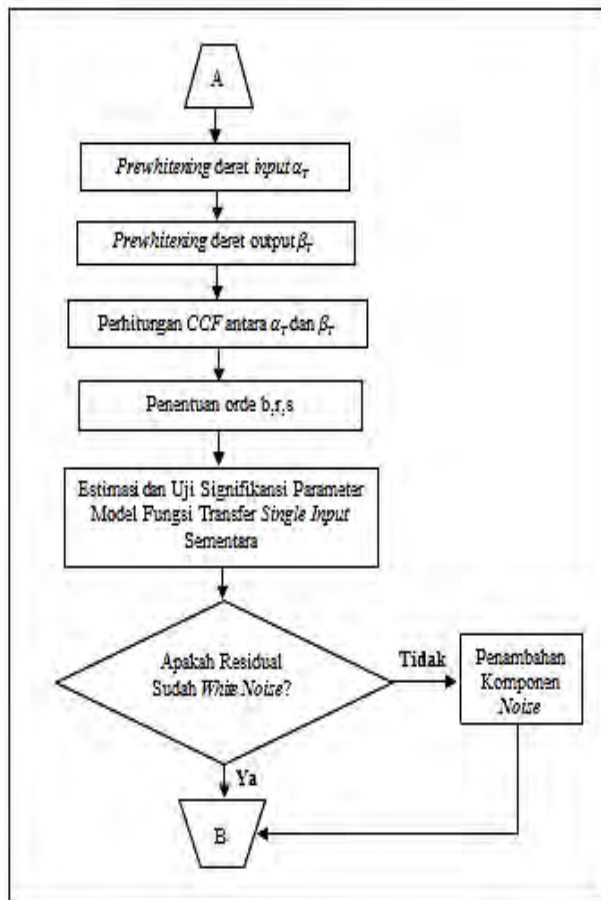 A
Prewhitening deret input α_T
Prewhitening deret output β_T
Perhitungan CCF antara α_T dan β_T
Penentuan orde b,r,s
Estimasi dan Uji Signifikansi Parameter
Model Fungsi Transfer Single Input
Sementara
Apakah Residual
Sudah White Noise?
Tidak
Penambahan
Komponen
Noise
Ya
B